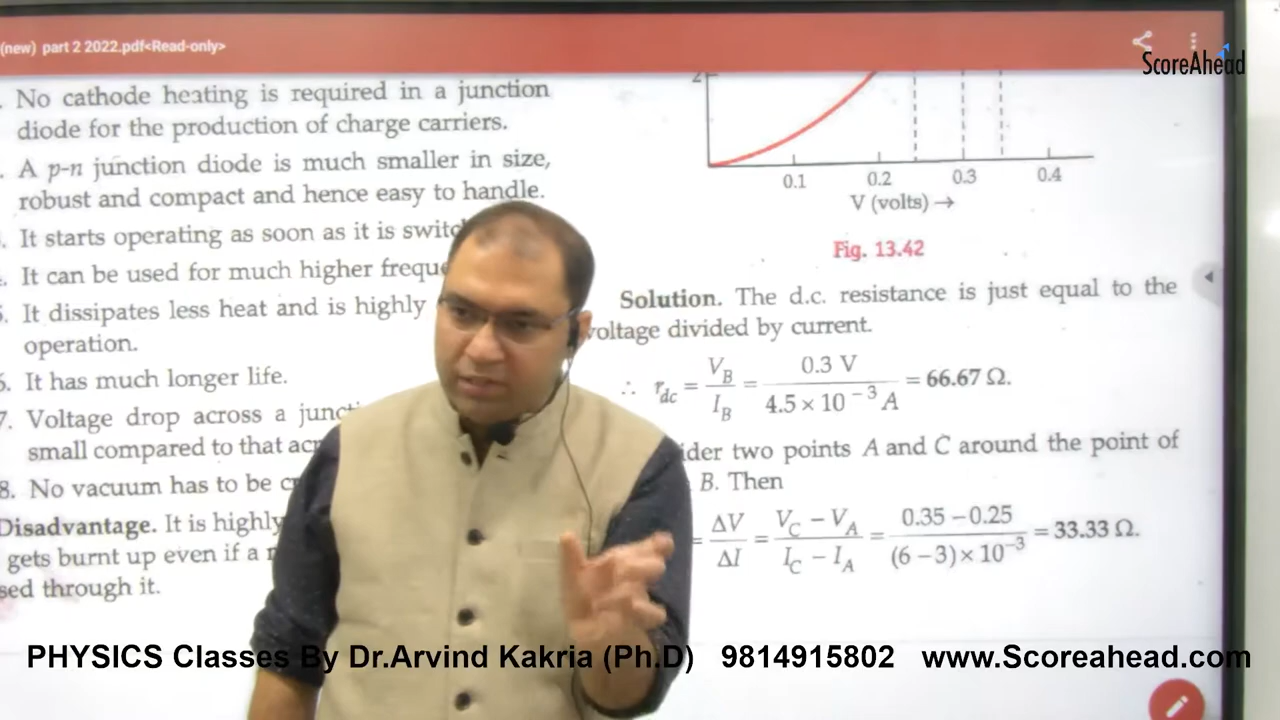 (new) part 2 2022.pdf<Read-only>
ScoreAhead
No cathode heating is required in a junction
diode for the production of charge carriers.
A p-n junction diode is much smaller in size,
robust and compact and hence easy to handle.
It starts operating as soon as it is
It can be used for much higher
It dissipates less heat and is highly
operation.
6. It has much longer life.
7. Voltage drop across a
small compared to that
8. No vacuum has to be
Disadvantage. It is highly
gets burnt up even if a
sed through it.
2
0.1 0.2 0.3 0.4
V (volts) →
Fig. 13.42
Solution. The d.c. resistance is just equal to the
voltage divided by current.
∴ r_dc = V_B / I_B = 0.3 V / 4.5 × 10⁻³ A = 66.67 Ω.
two points A and C around the point of
B. Then
= ΔV / ΔI = V_C − V_A / I_C − I_A = 0.35 − 0.25 / (6 − 3) × 10⁻³ = 33.33 Ω.
PHYSICS Classes By Dr.Arvind Kakria (Ph.D) 9814915802 www.Scoreahead.com